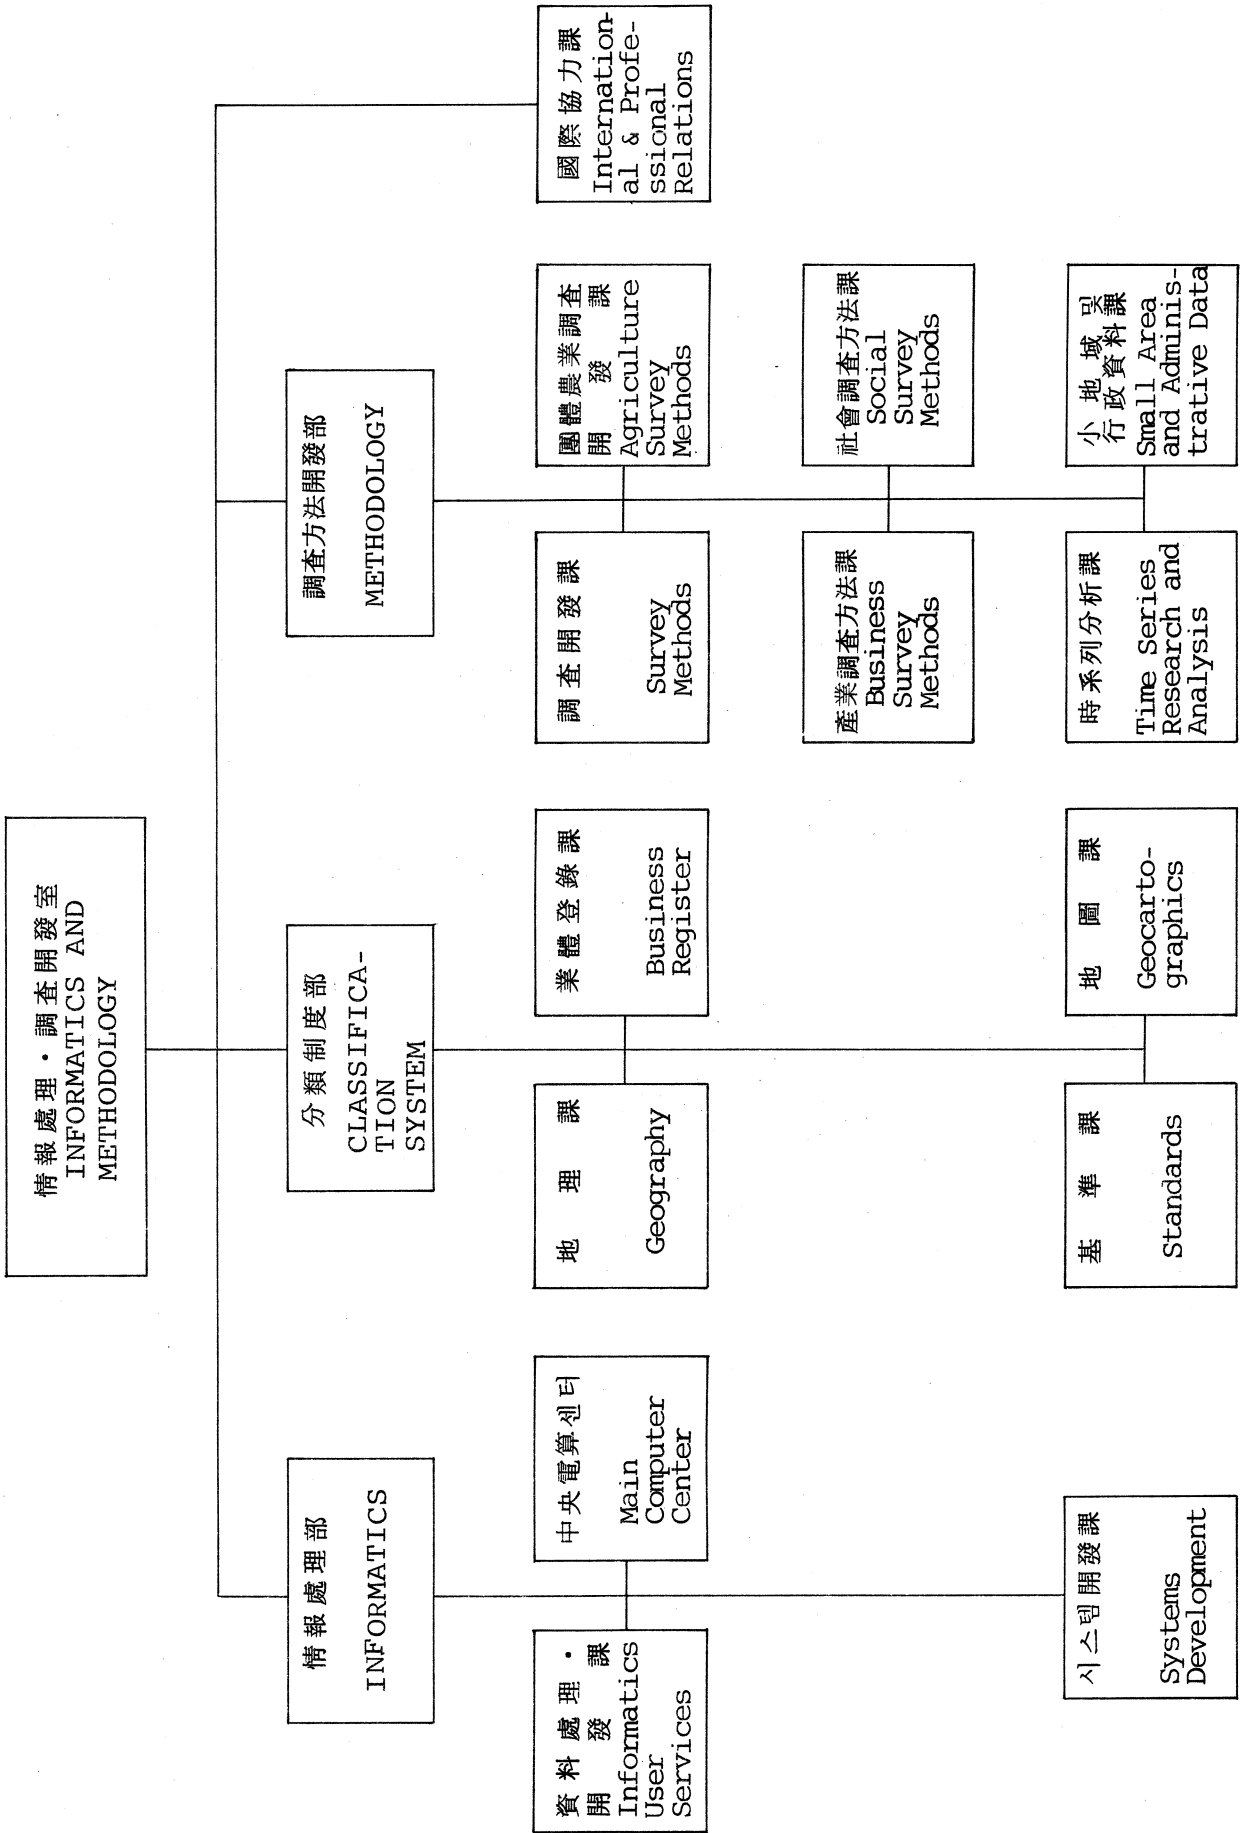 情報處理・調査開發室
INFORMATICS AND
METHODOLOGY
情報處理部
INFORMATICS
分類制度部
CLASSIFICA-
TION
SYSTEM
調査方法開發部
METHODOLOGY
資料處理・
開發課
Informatics
User
Services
中央電算센터
Main
Computer
Center
地理課
Geography
業體登錄課
Business
Register
調査開發課
Survey
Methods
團體農業調査
開發課
Agriculture
Survey
Methods
國際協力課
Internation-
al & Profe-
ssional
Relations
產業調査方法課
Business
Survey
Methods
社會調査方法課
Social
Survey
Methods
시스템開發課
Systems
Development
基準課
Standards
地圖課
Geocarto-
graphics
時系列分析課
Time Series
Research and
Analysis
小地域 및
行政資料課
Small Area
and Adminis-
trative Data